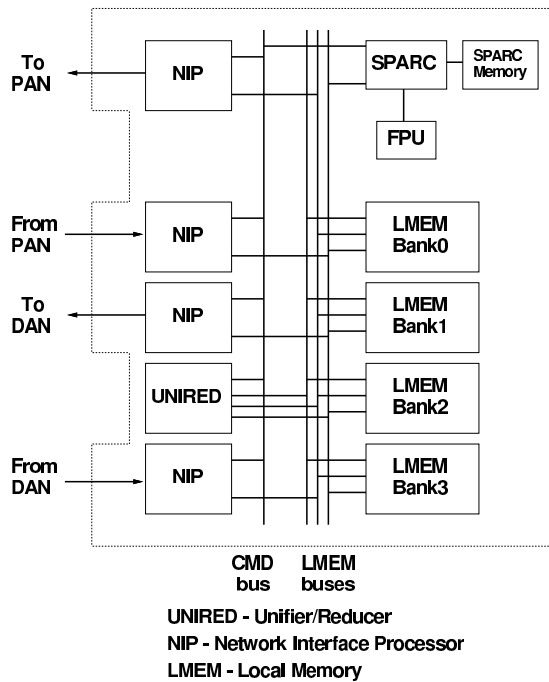 To
PAN
NIP
SPARC
SPARC
Memory
FPU
From
PAN
NIP
LMEM
Bank0
To
DAN
NIP
LMEM
Bank1
UNIRED
LMEM
Bank2
From
DAN
NIP
LMEM
Bank3
CMD
bus
LMEM
buses
UNIRED - Unifier/Reducer
NIP - Network Interface Processor
LMEM - Local Memory